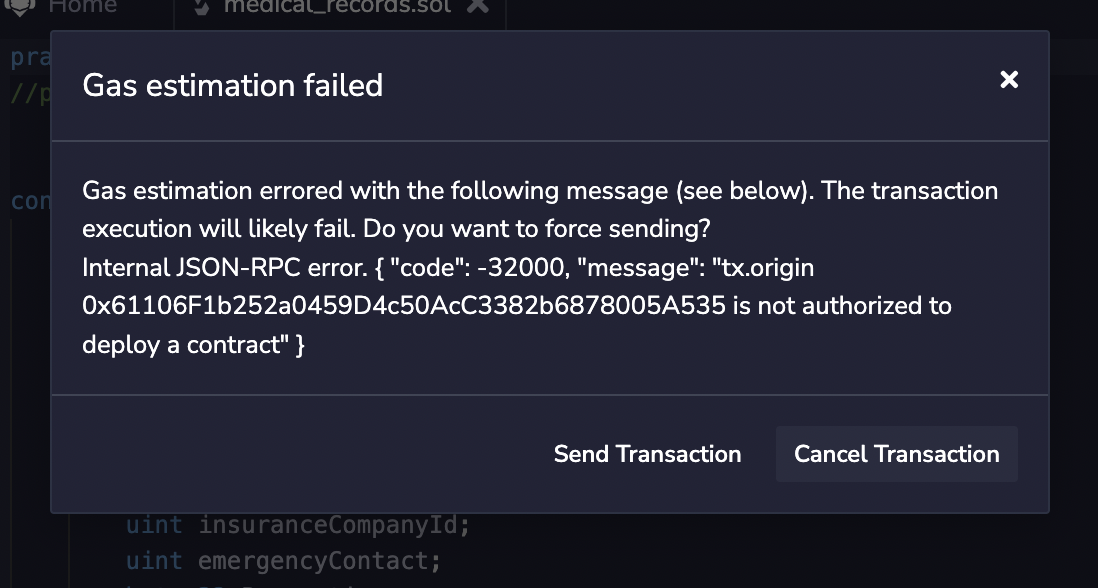 Home
medical_records.sol
pra
//p
Gas estimation failed
con
Gas estimation errored with the following message (see below). The transaction
execution will likely fail. Do you want to force sending?
Internal JSON-RPC error. { "code": -32000, "message": "tx.origin
0x61106F1b252a0459D4c50AcC3382b6878005A535 is not authorized to
deploy a contract" }
Send Transaction Cancel Transaction
uint insuranceCompanyId;
uint emergencyContact;